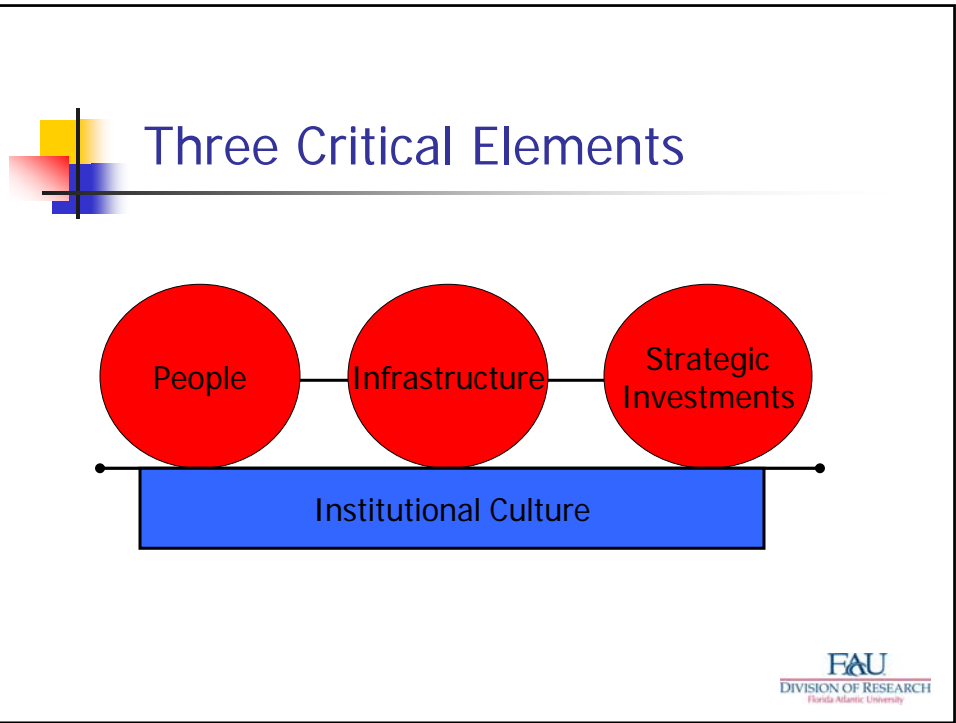 Three Critical Elements
People
Infrastructure
Strategic
Investments
Institutional Culture
FAU
DIVISION OF RESEARCH
Florida Atlantic University